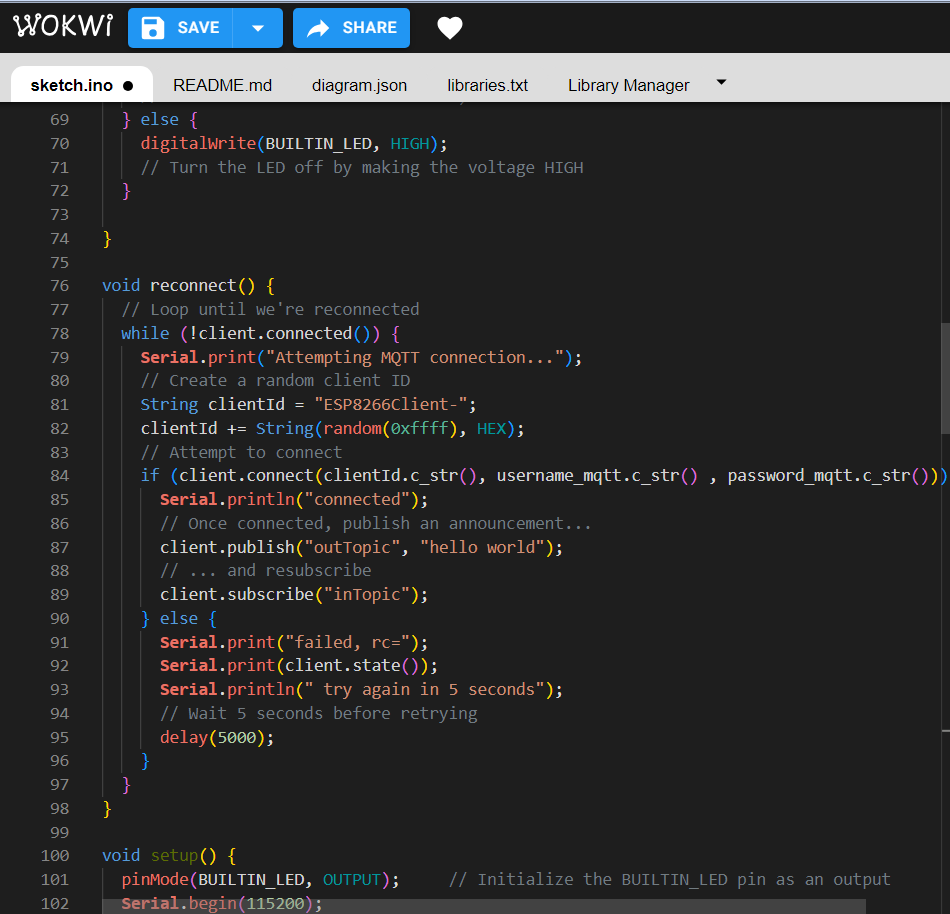 WOKWI SAVE SHARE
sketch.ino README.md diagram.json libraries.txt Library Manager
69 } else {
70 digitalWrite(BUILTIN_LED, HIGH);
71 // Turn the LED off by making the voltage HIGH
72 }
73
74 }
75
76 void reconnect() {
77 // Loop until we're reconnected
78 while (!client.connected()) {
79 Serial.print("Attempting MQTT connection...");
80 // Create a random client ID
81 String clientId = "ESP8266Client-";
82 clientId += String(random(0xffff), HEX);
83 // Attempt to connect
84 if (client.connect(clientId.c_str(), username_mqtt.c_str() , password_mqtt.c_str()))
85 Serial.println("connected");
86 // Once connected, publish an announcement...
87 client.publish("outTopic", "hello world");
88 // ... and resubscribe
89 client.subscribe("inTopic");
90 } else {
91 Serial.print("failed, rc=");
92 Serial.print(client.state());
93 Serial.println(" try again in 5 seconds");
94 // Wait 5 seconds before retrying
95 delay(5000);
96 }
97 }
98 }
99
100 void setup() {
101 pinMode(BUILTIN_LED, OUTPUT); // Initialize the BUILTIN_LED pin as an output
102 Serial.begin(115200);